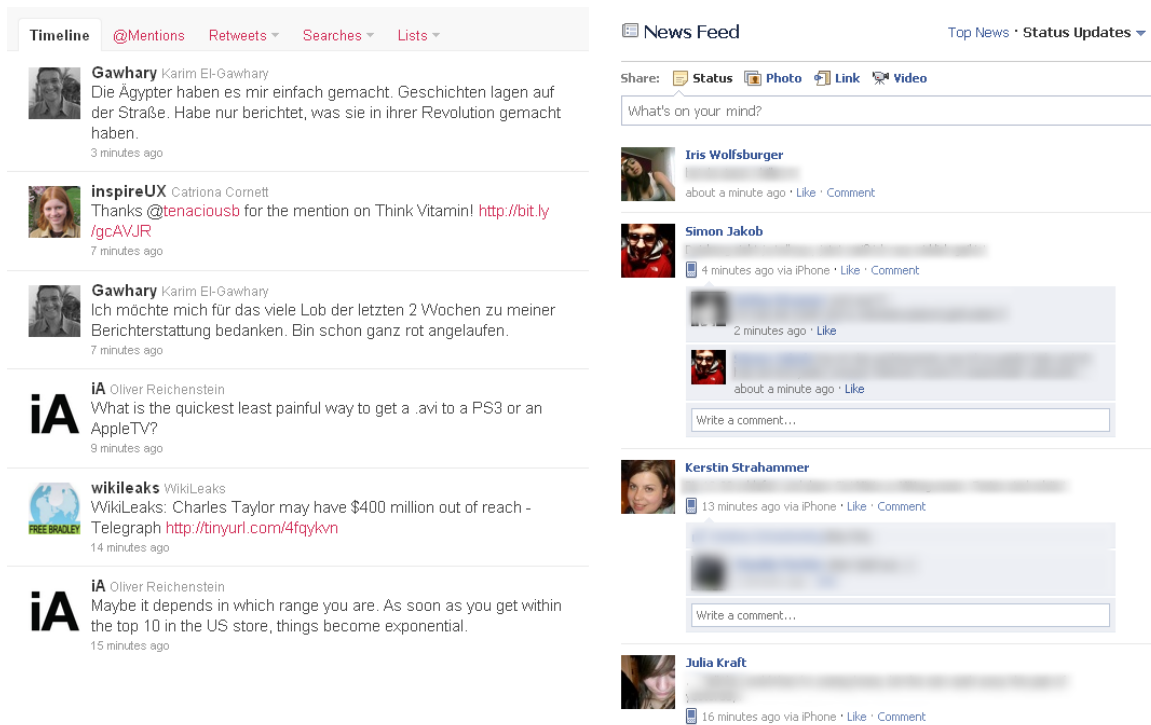 Timeline @Mentions Retweets Searches Lists
Gawhary Karim El-Gawhary
Die Ägypter haben es mir einfach gemacht. Geschichten lagen auf
der Straße. Habe nur berichtet, was sie in ihrer Revolution gemacht
haben.
3 minutes ago
inspireUX Catriona Cornett
Thanks @tenaciousb for the mention on Think Vitamin! http://bit.ly
/gcAVJR
7 minutes ago
Gawhary Karim El-Gawhary
Ich möchte mich für das viele Lob der letzten 2 Wochen zu meiner
Berichterstattung bedanken. Bin schon ganz rot angelaufen.
7 minutes ago
iA
iA Oliver Reichenstein
What is the quickest least painful way to get a .avi to a PS3 or an
AppleTV?
9 minutes ago
wikileaks WikiLeaks
WikiLeaks: Charles Taylor may have $400 million out of reach -
Telegraph http://tinyurl.com/4fqykvn
FREE BRADLEY
14 minutes ago
iA
iA Oliver Reichenstein
Maybe it depends in which range you are. As soon as you get within
the top 10 in the US store, things become exponential.
15 minutes ago
News Feed
Top News · Status Updates
Share: Status Photo Link Video
What's on your mind?
Iris Wolfsburger
about a minute ago · Like · Comment
Simon Jakob
4 minutes ago via iPhone · Like · Comment
2 minutes ago · Like
about a minute ago · Like
Write a comment...
Kerstin Strahammer
13 minutes ago via iPhone · Like · Comment
Write a comment...
Julia Kraft
16 minutes ago via iPhone · Like · Comment